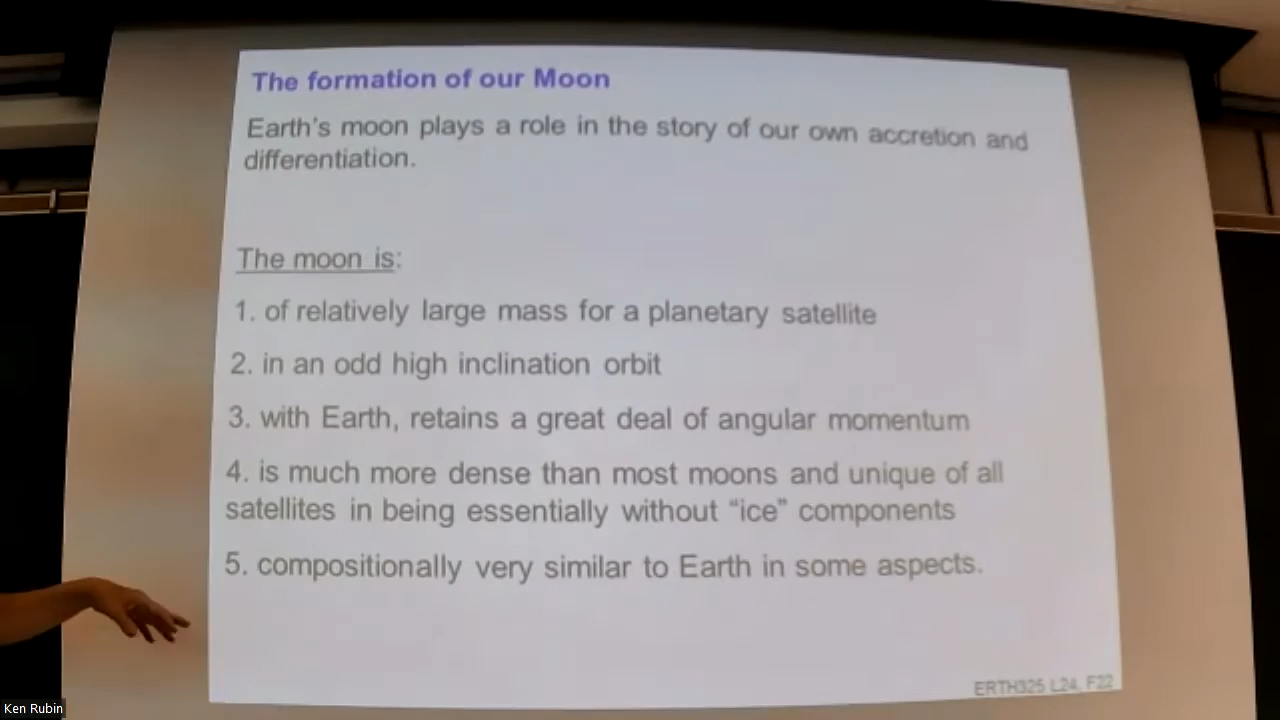 The formation of our Moon
Earth's moon plays a role in the story of our own accretion and
differentiation.
The moon is:
1. of relatively large mass for a planetary satellite
2. in an odd high inclination orbit
3. with Earth, retains a great deal of angular momentum
4. is much more dense than most moons and unique of all
satellites in being essentially without “ice” components
5. compositionally very similar to Earth in some aspects.
ERTH325 L24, F22
Ken Rubin